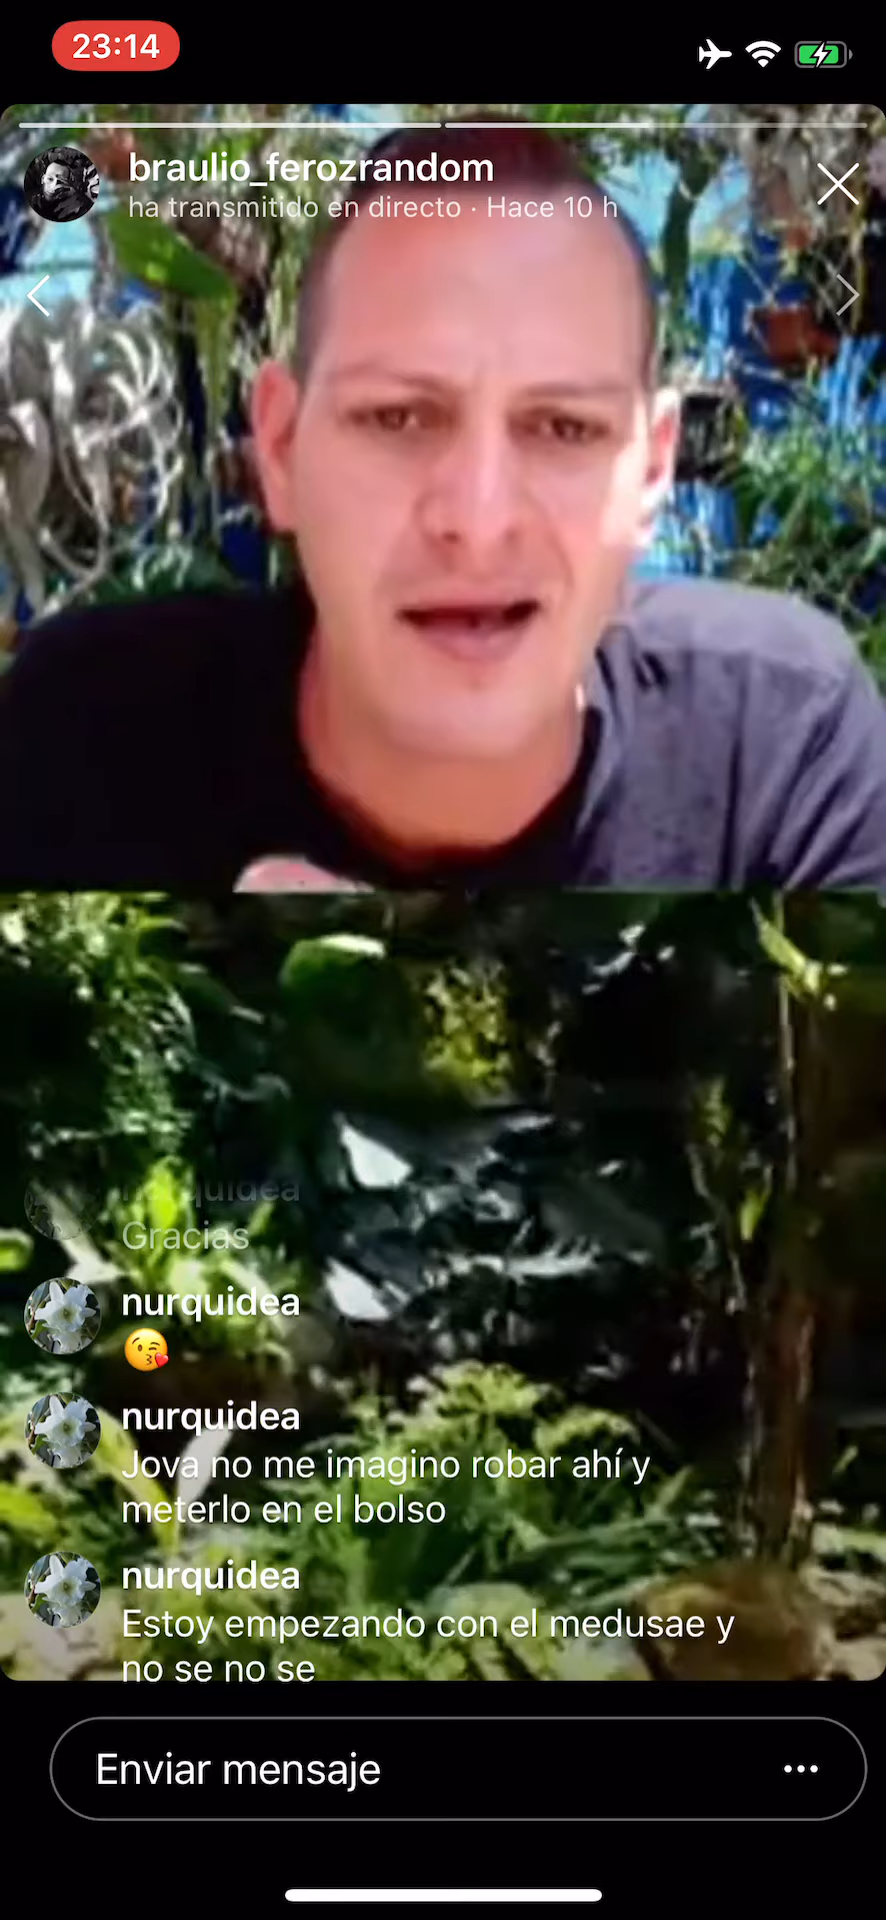 23:14
braulio_ferozrandom
ha transmitido en directo · Hace 10 h
nurquidea
Gracias
nurquidea
😘
nurquidea
Jova no me imagino robar ahí y
meterlo en el bolso
nurquidea
Estoy empezando con el medusae y
no se no se
Enviar mensaje